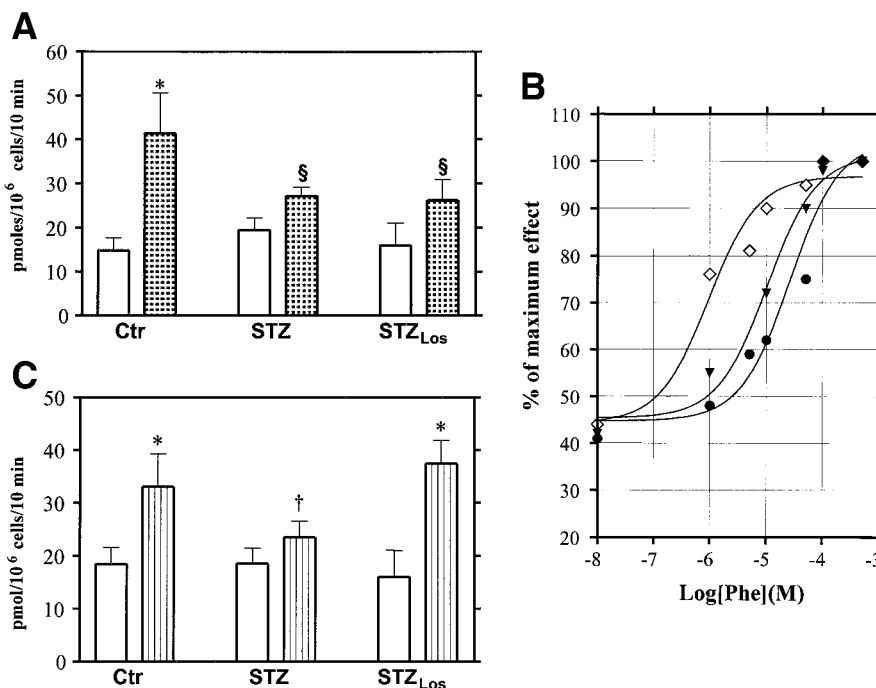 A
pmoles/10⁶ cells/10 min
60
50
40
30
20
10
0
*
§
§
Ctr
STZ
STZLos
B
% of maximum effect
110
100
90
80
70
60
50
40
30
20
-8
-7
-6
-5
-4
-3
Log[Phe](M)
C
pmol/10⁶ cells/10 min
50
40
30
20
10
0
*
†
*
Ctr
STZ
STZLos